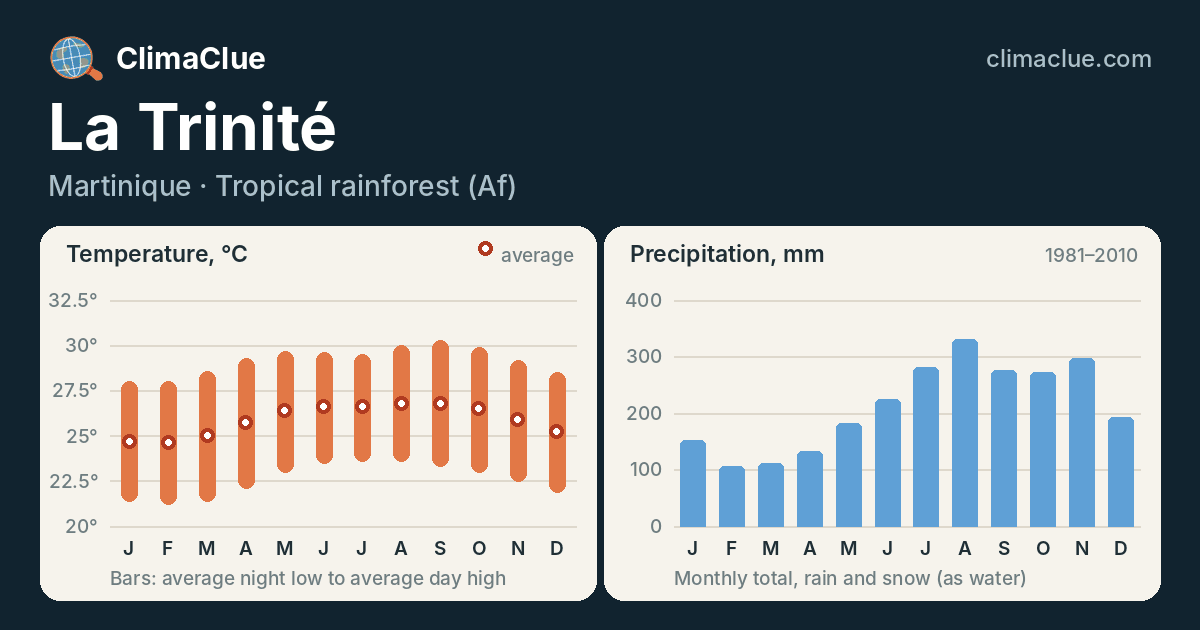 ClimaClue
climaclue.com
La Trinité
Martinique · Tropical rainforest (Af)
Temperature, °C
average
32.5°
30°
27.5°
25°
22.5°
20°
J F M A M J J A S O N D
Bars: average night low to average day high
Precipitation, mm
1981–2010
400
300
200
100
0
J F M A M J J A S O N D
Monthly total, rain and snow (as water)